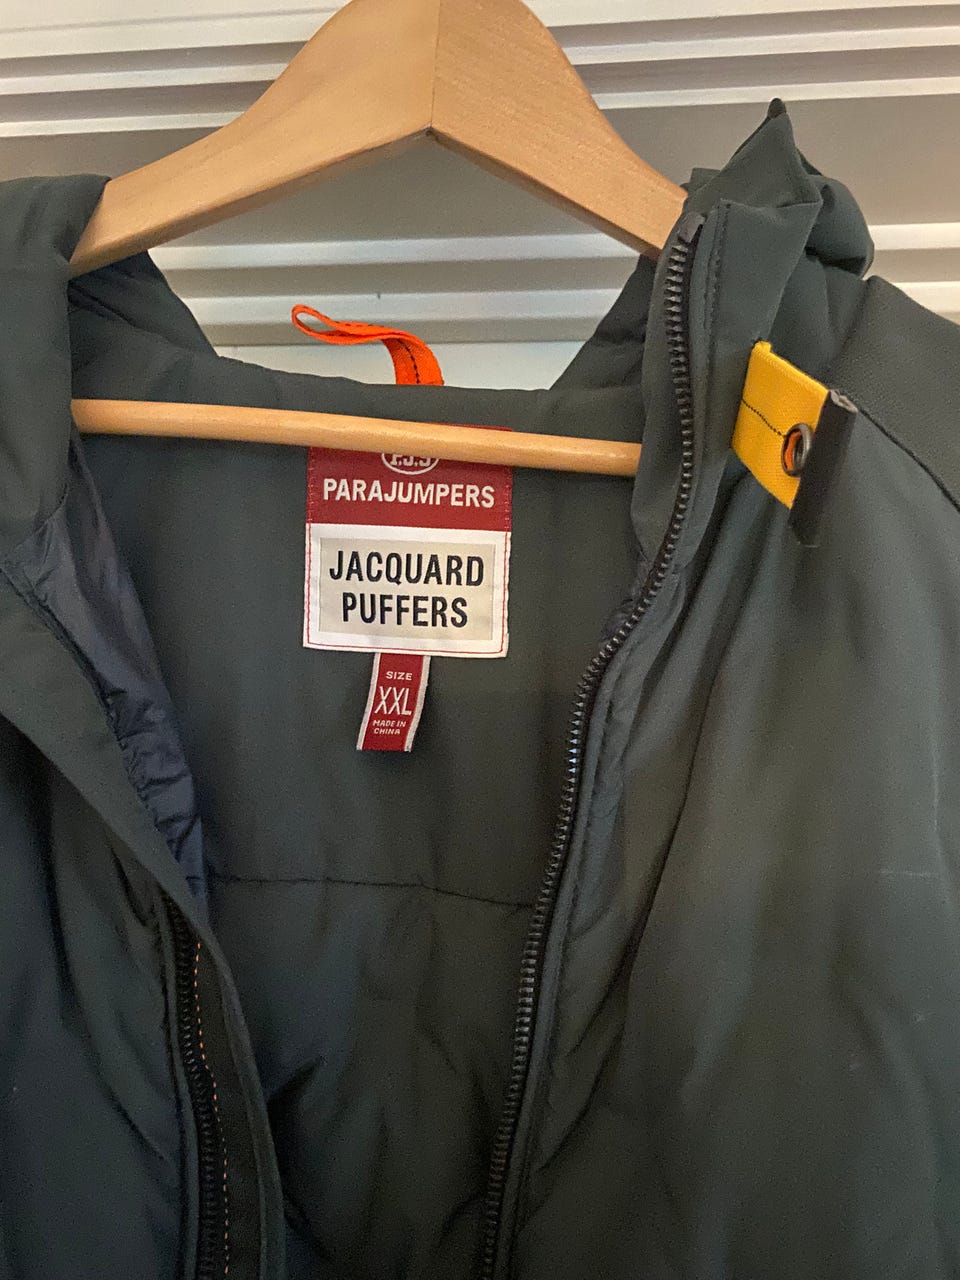 P.J.S
PARAJUMPERS
JACQUARD
PUFFERS
SIZE
XXL
MADE IN
CHINA